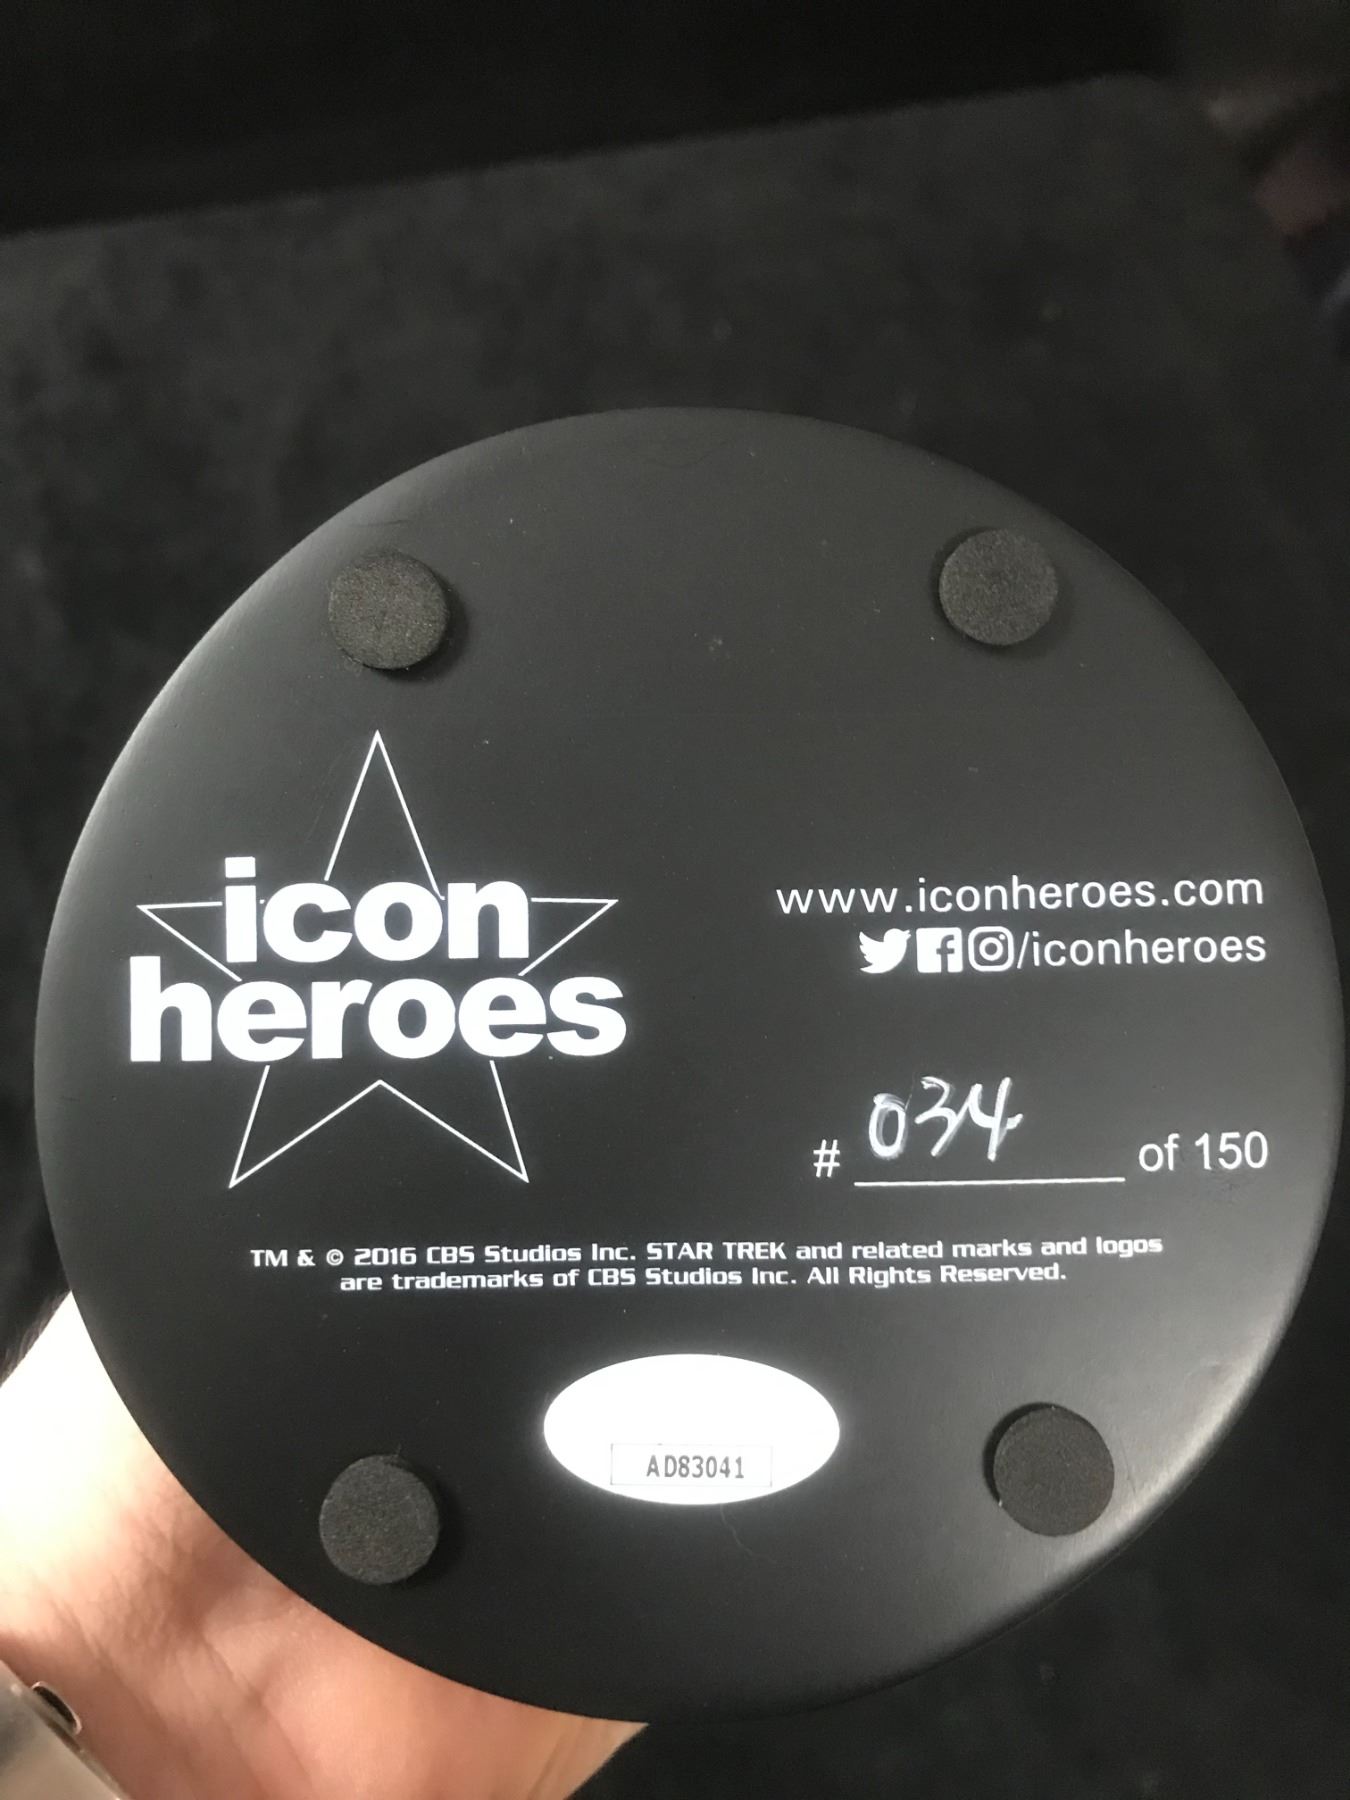 icon
heroes
www.iconheroes.com
/iconheroes
# 034 of 150
TM & © 2016 CBS Studios Inc. STAR TREK and related marks and logos
are trademarks of CBS Studios Inc. All Rights Reserved.
AD83041